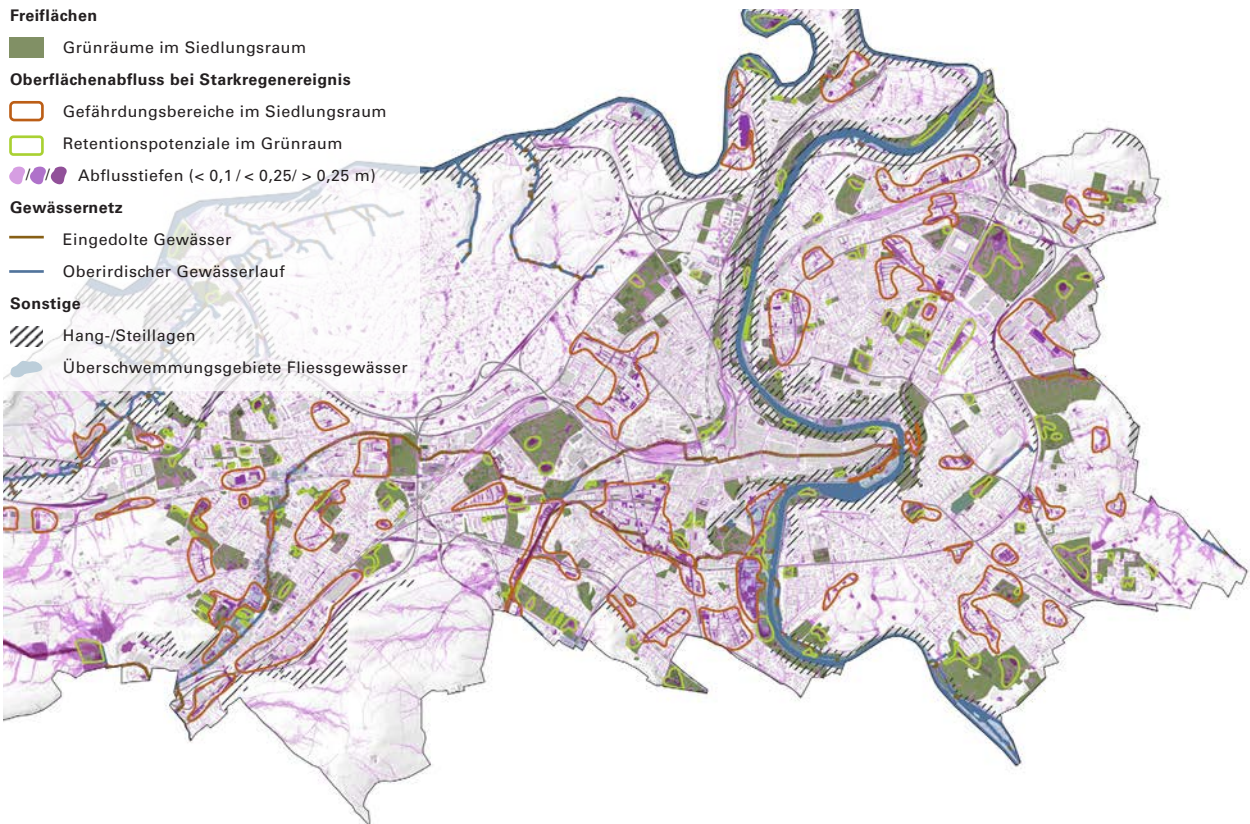 Freiflächen
Grünräume im Siedlungsraum
Oberflächenabfluss bei Starkregenereignis
Gefährdungsbereiche im Siedlungsraum
Retentionspotenziale im Grünraum
Abflusstiefen (< 0,1 / < 0,25/ > 0,25 m)
Gewässernetz
Eingedolte Gewässer
Oberirdischer Gewässerlauf
Sonstige
Hang-/Steillagen
Überschwemmungsgebiete Fliessgewässer